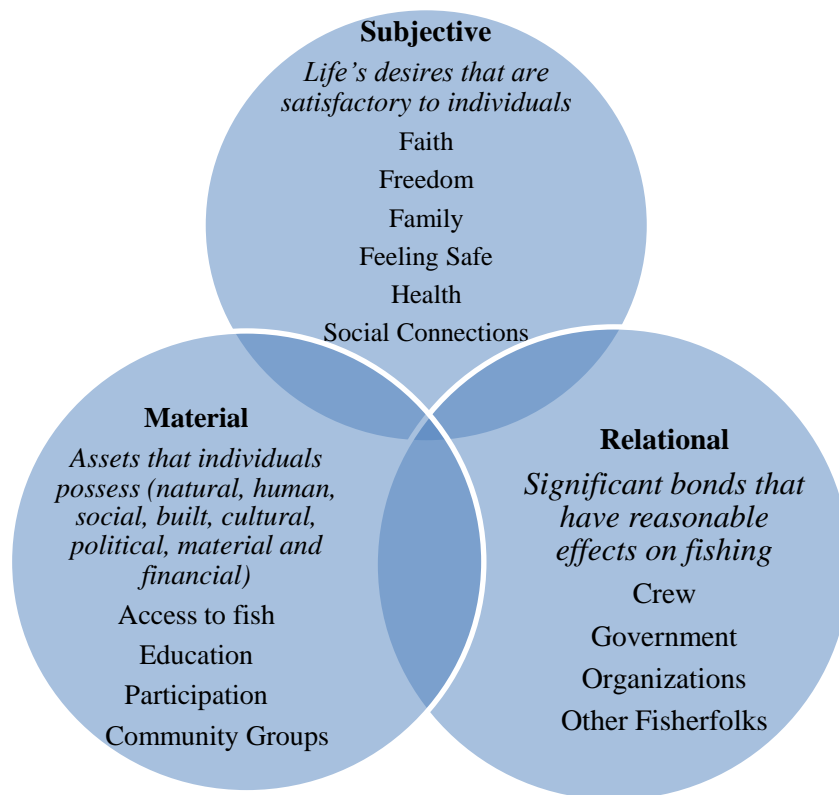 Subjective
Life’s desires that are
satisfactory to individuals
Faith
Freedom
Family
Feeling Safe
Health
Social Connections
Material
Assets that individuals
possess (natural, human,
social, built, cultural,
political, material and
financial)
Access to fish
Education
Participation
Community Groups
Relational
Significant bonds that
have reasonable
effects on fishing
Crew
Government
Organizations
Other Fisherfolks